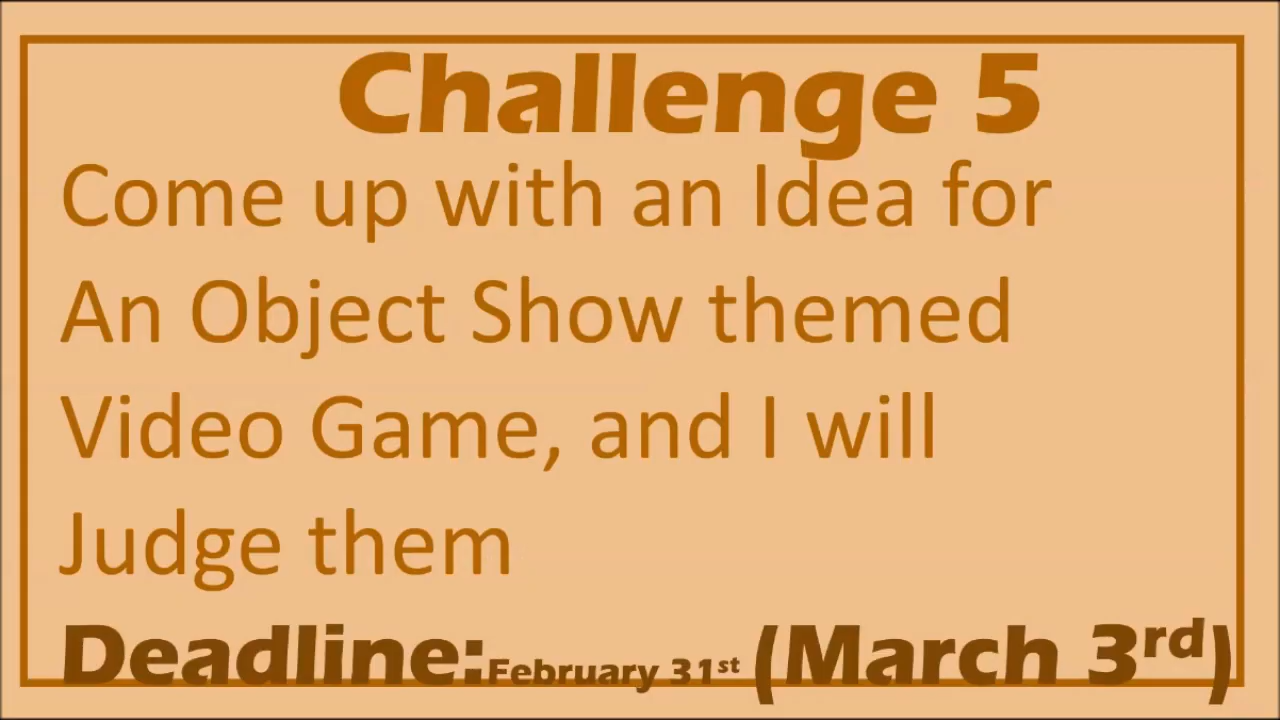 Challenge 5
Come up with an Idea for
An Object Show themed
Video Game, and I will
Judge them
Deadline:February 31st (March 3rd)